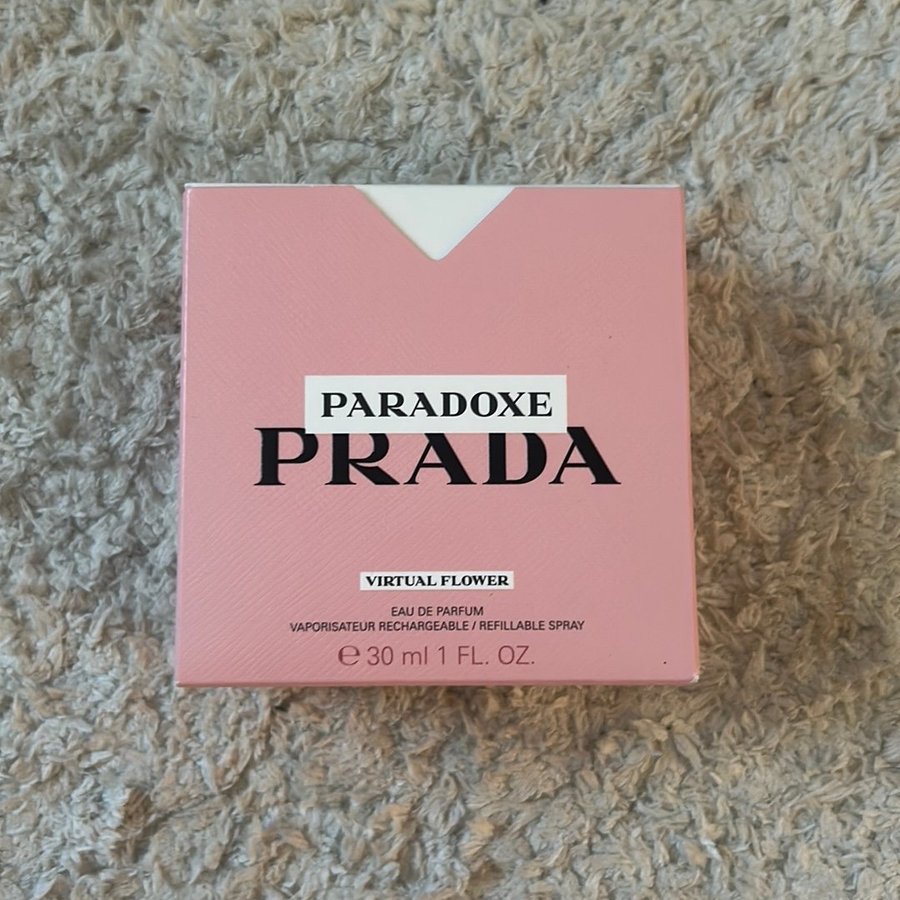 PARADOXE
PRADA
VIRTUAL FLOWER
EAU DE PARFUM
VAPORISATEUR RECHARGEABLE / REFILLABLE SPRAY
℮ 30 ml 1 FL. OZ.